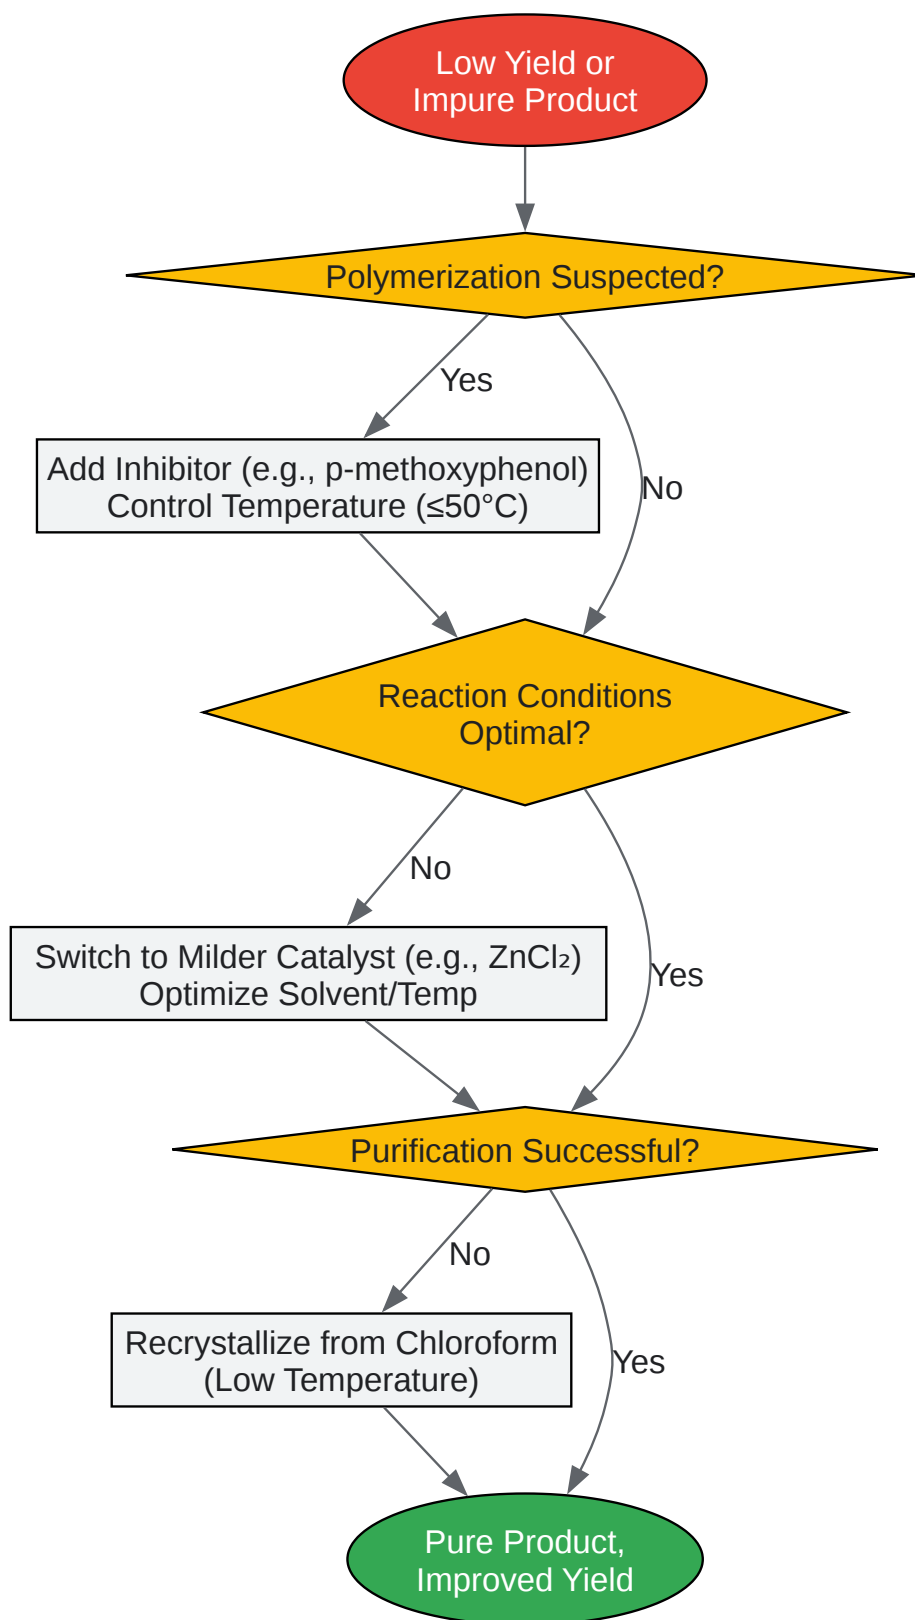 Low Yield or
Impure Product
Polymerization Suspected?
Yes
Add Inhibitor (e.g., p-methoxyphenol)
Control Temperature (≤50°C)
No
Reaction Conditions
Optimal?
No
Switch to Milder Catalyst (e.g., ZnCl₂)
Optimize Solvent/Temp
Yes
Purification Successful?
No
Recrystallize from Chloroform
(Low Temperature)
Yes
Pure Product,
Improved Yield